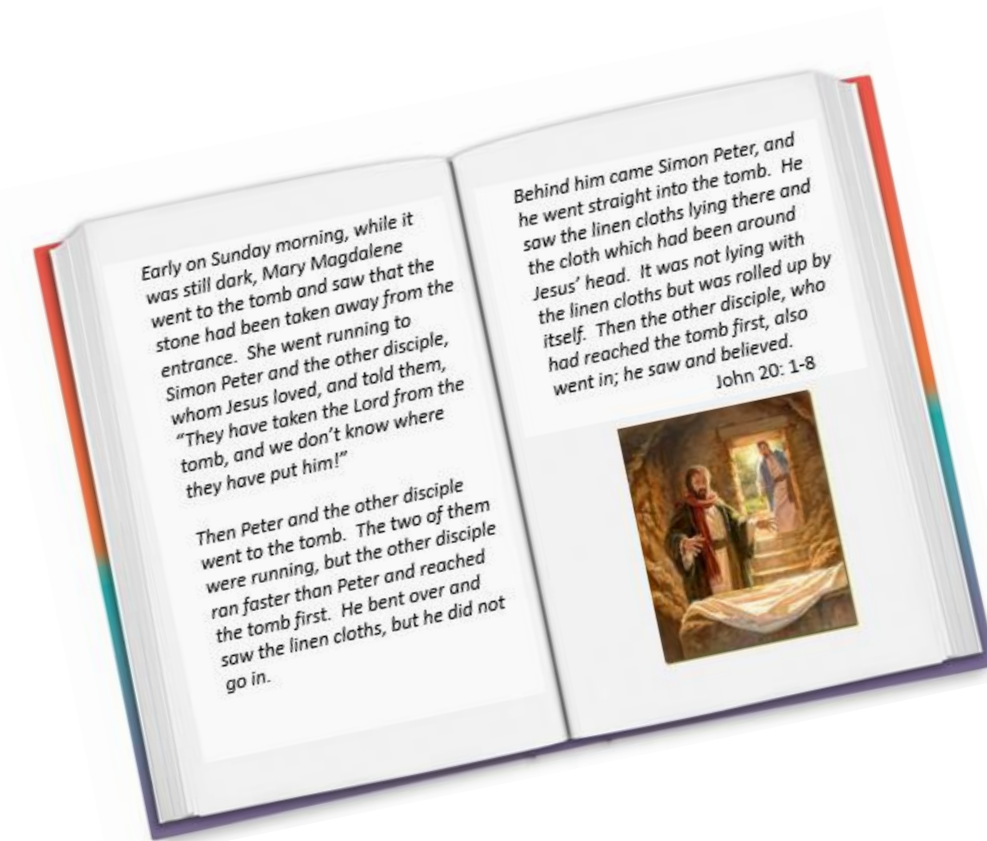 Early on Sunday morning, while it
was still dark, Mary Magdalene
went to the tomb and saw that the
stone had been taken away from the
entrance.  She went running to
Simon Peter and the other disciple,
whom Jesus loved, and told them,
“They have taken the Lord from the
tomb, and we don’t know where
they have put him!”

Then Peter and the other disciple
went to the tomb.  The two of them
were running, but the other disciple
ran faster than Peter and reached
the tomb first.  He bent over and
saw the linen cloths, but he did not
go in.

Behind him came Simon Peter, and
he went straight into the tomb.  He
saw the linen cloths lying there and
the cloth which had been around
Jesus’ head.  It was not lying with
the linen cloths but was rolled up by
itself.  Then the other disciple, who
had reached the tomb first, also
went in; he saw and believed.
John 20: 1-8